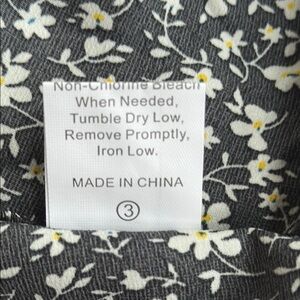 Non-Chlorine Bleach
When Needed,
Tumble Dry Low,
Remove Promptly,
Iron Low.
MADE IN CHINA
3